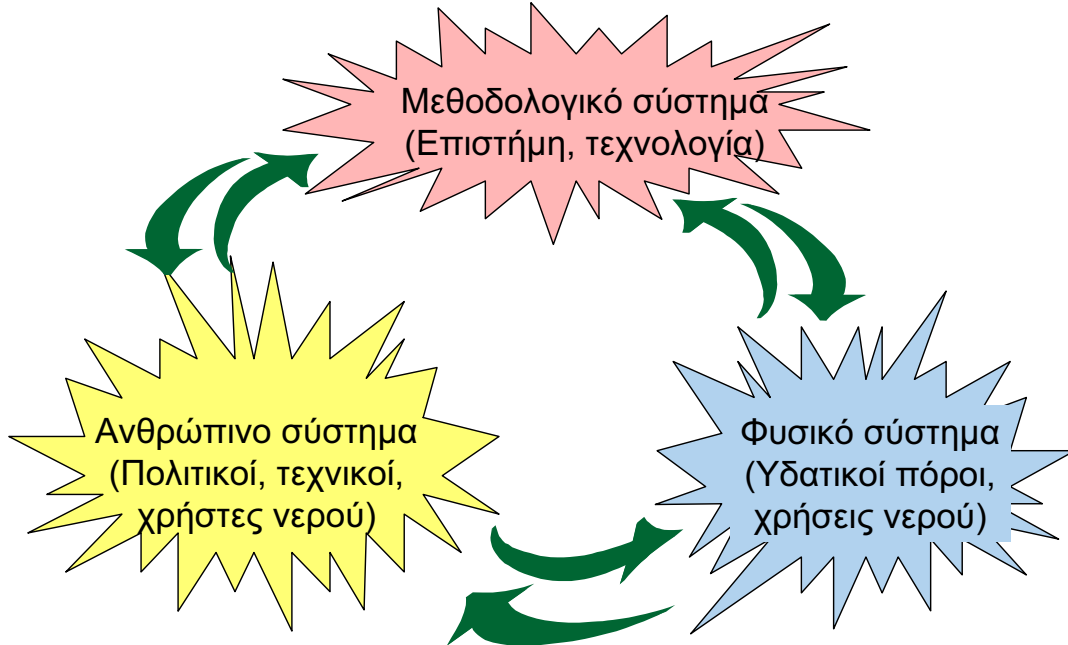 Μεθοδολογικό σύστημα
(Επιστήμη, τεχνολογία)
Ανθρώπινο σύστημα
(Πολιτικοί, τεχνικοί,
χρήστες νερού)
Φυσικό σύστημα
(Υδατικοί πόροι,
χρήσεις νερού)